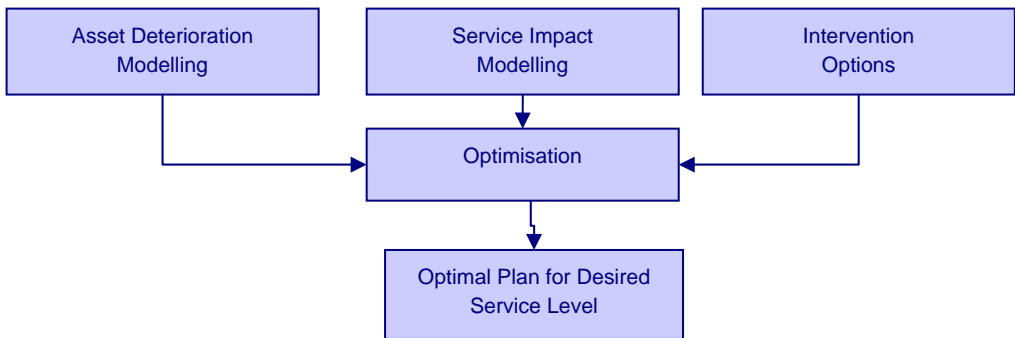 Asset Deterioration
Modelling
Service Impact
Modelling
Intervention
Options
Optimisation
Optimal Plan for Desired
Service Level